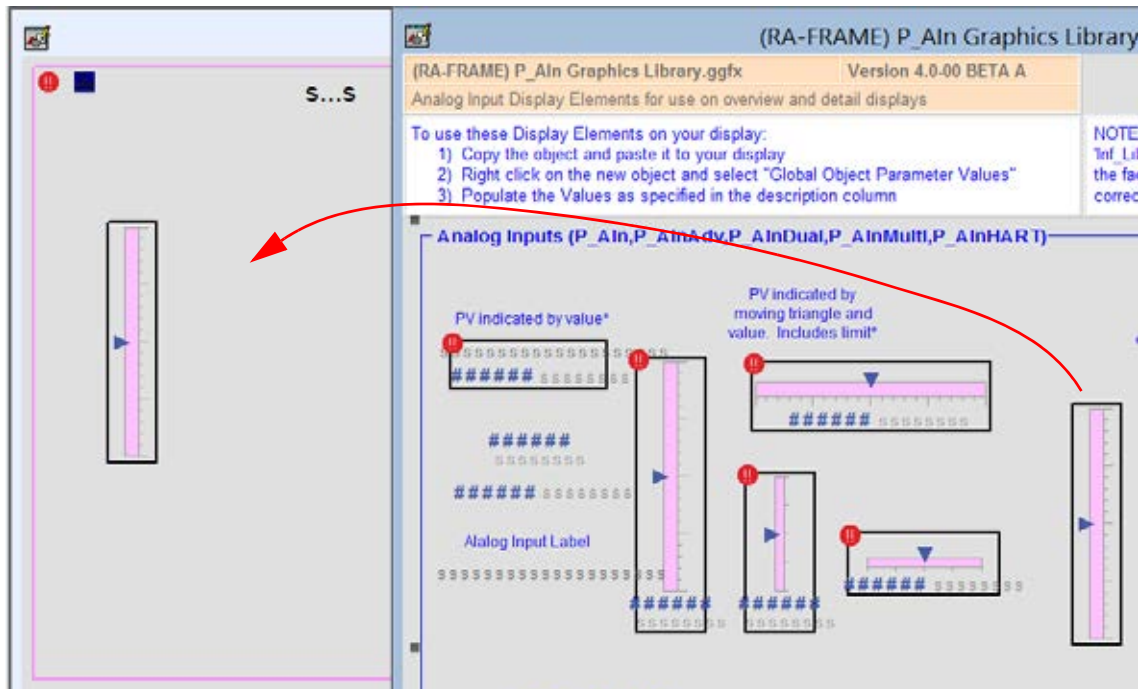 (RA-FRAME) P_AIn Graphics Library
S...S
(RA-FRAME) P_AIn Graphics Library.ggfx
Version 4.0-00 BETA A
Analog Input Display Elements for use on overview and detail displays
To use these Display Elements on your display:
1) Copy the object and paste it to your display
2) Right click on the new object and select "Global Object Parameter Values"
3) Populate the Values as specified in the description column
NOTE
the
Analog Inputs (P_AIn,P_AInAdv,P_AInDual,P_AInMulti,P_AInHART)
PV indicated by value*
PV indicated by
moving triangle and
value. Includes limit*
!!
!!
!!
!!
!!
!!
SSSSSSSSSSSSSSSSSSSS
###### SSSSSSSS
###### SSSSSSSS
######
SSSSSSSS
###### SSSSSSSS
Alalog Input Label
SSSSSSSSSSSSSSSSSSSS
###### SSSSSSSS
######
SSSSSSSS
######
SSSSSSSS